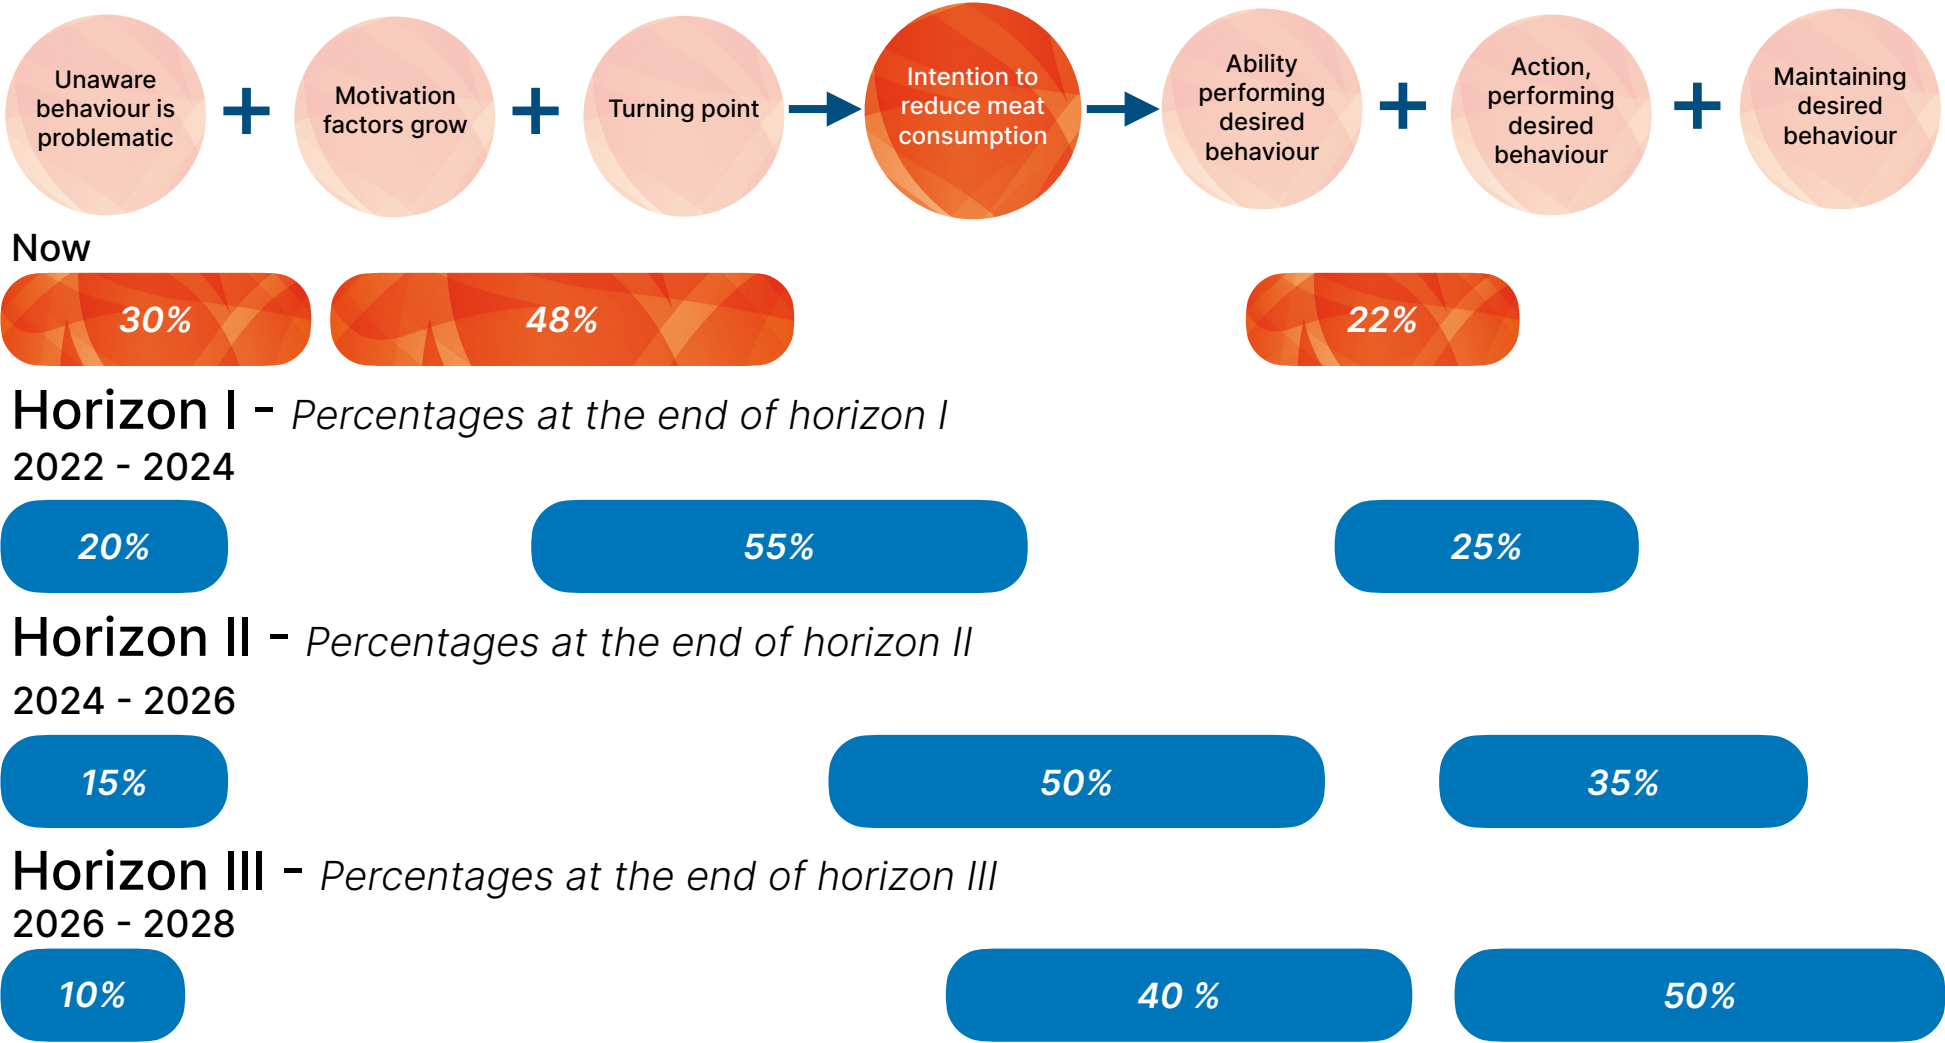 Unaware
behaviour is
problematic
+
Motivation
factors grow
+
Turning point
Intention to
reduce meat
consumption
Ability
performing
desired
behaviour
+
Action,
performing
desired
behaviour
+
Maintaining
desired
behaviour
Now
30%
48%
22%
Horizon I - Percentages at the end of horizon I
2022 - 2024
20%
55%
25%
Horizon II - Percentages at the end of horizon II
2024 - 2026
15%
50%
35%
Horizon III - Percentages at the end of horizon III
2026 - 2028
10%
40 %
50%